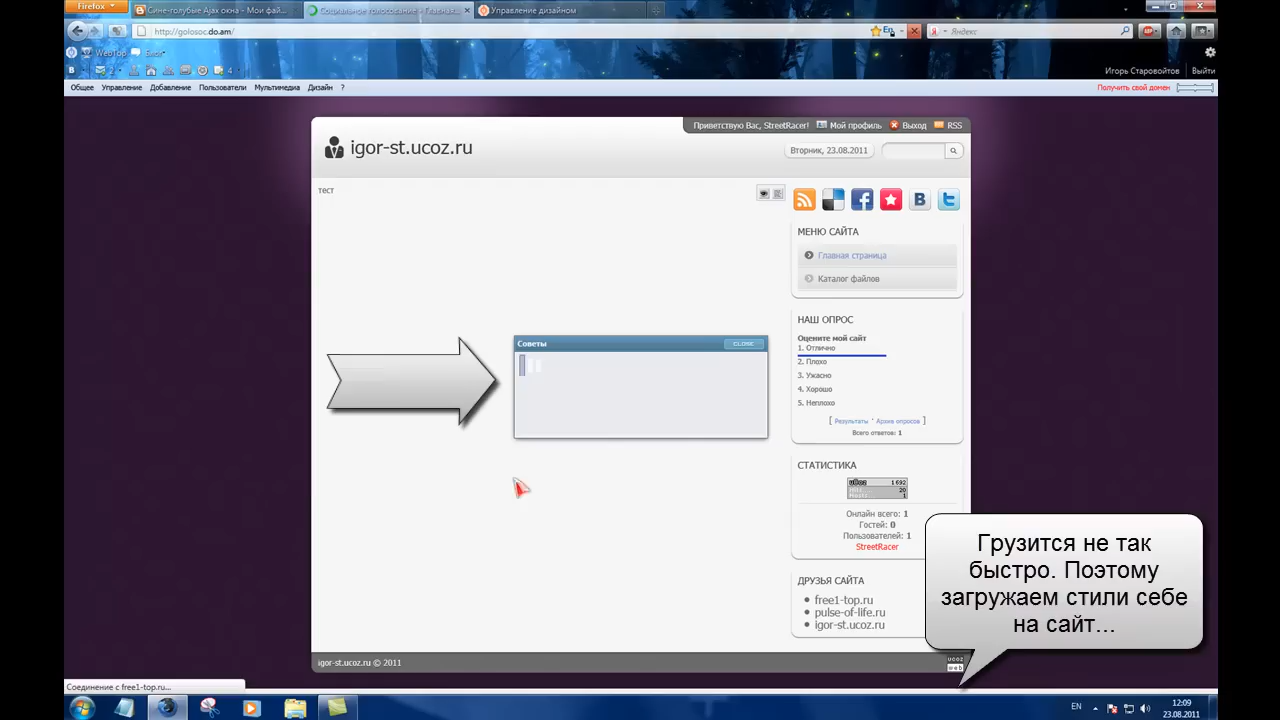 Firefox
Сине-голубые Ajax окна - Мои фай...
Социальное голосование - Главная...
Управление дизайном
http://golosoc.do.am/
Яндекс
WebTop
Блог
Игорь Старовойтов
Выйти
Общее
Управление
Добавление
Пользователи
Мультимедиа
Дизайн
?
Получить свой домен
Приветствую Вас, StreetRacer!
Мой профиль
Выход
RSS
igor-st.ucoz.ru
Вторник, 23.08.2011
тест
МЕНЮ САЙТА
Главная страница
Каталог файлов
НАШ ОПРОС
Оцените мой сайт
1. Отлично
2. Плохо
3. Ужасно
4. Хорошо
5. Неплохо
[ Результаты · Архив опросов ]
Всего ответов: 1
Советы
CLOSE
СТАТИСТИКА
Онлайн всего: 1
Гостей: 0
Пользователей: 1
StreetRacer
Грузится не так
быстро. Поэтому
загружаем стили себе
на сайт...
ДРУЗЬЯ САЙТА
free1-top.ru
pulse-of-life.ru
igor-st.ucoz.ru
igor-st.ucoz.ru © 2011
ucoz
web
Соединение с free1-top.ru...
EN
12:09
23.08.2011